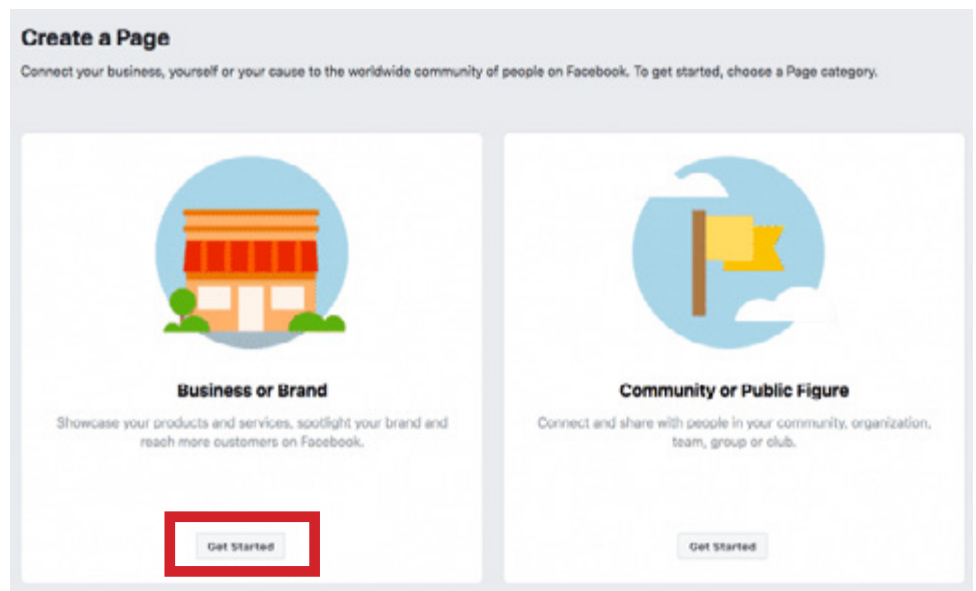 Create a Page
Connect your business, yourself or your cause to the worldwide community of people on Facebook. To get started, choose a Page category.
Business or Brand
Showcase your products and services, spotlight your brand and
reach more customers on Facebook.
Get Started
Community or Public Figure
Connect and share with people in your community, organization,
team, group or club.
Get Started